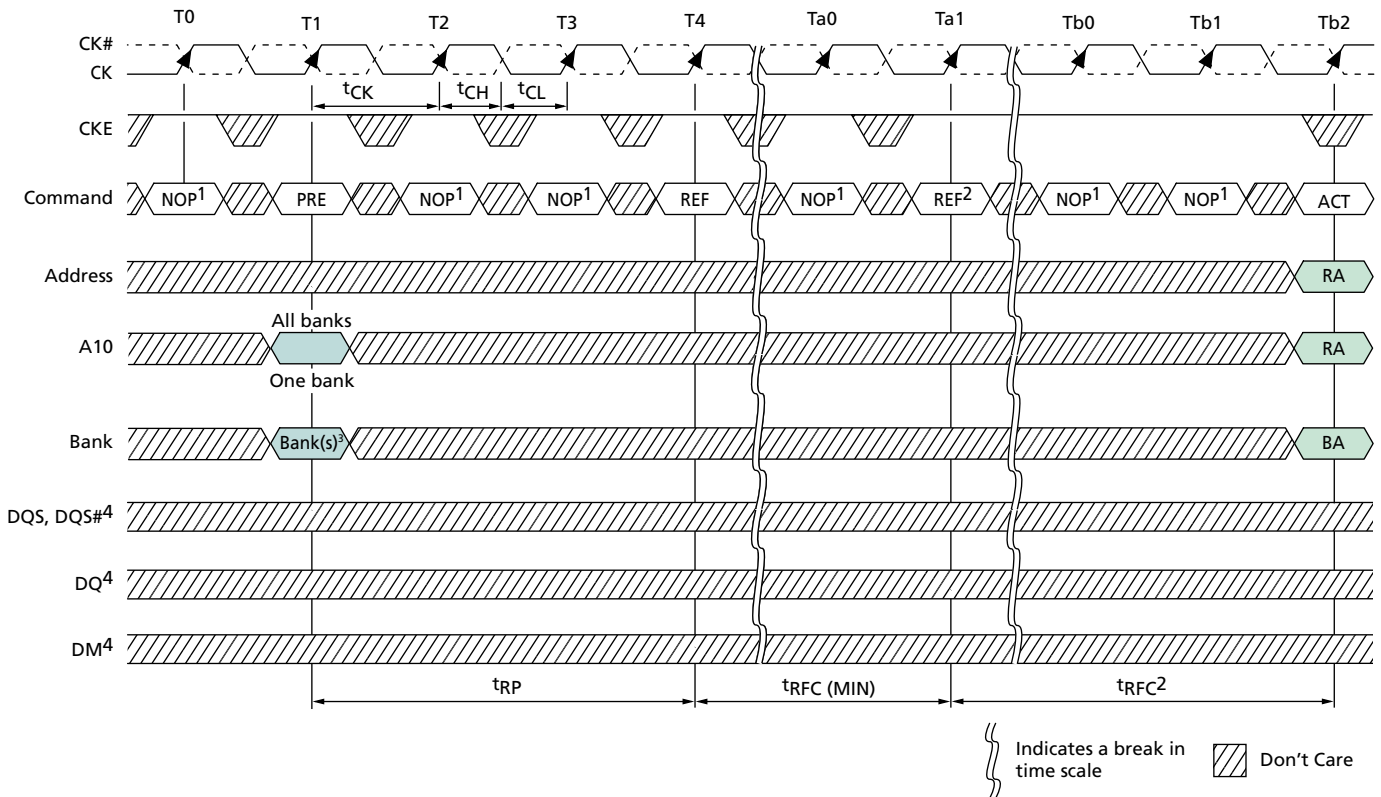 T0 T1 T2 T3 T4 Ta0 Ta1 Tb0 Tb1 Tb2
CK#
CK
tCK tCH tCL
CKE
Command NOP1 PRE NOP1 NOP1 REF NOP1 REF2 NOP1 NOP1 ACT
Address RA
All banks
A10 RA
One bank
Bank Bank(s)3 BA
DQS, DQS#4
DQ4
DM4
tRP tRFC (MIN) tRFC2
Indicates a break in
time scale
Don't Care